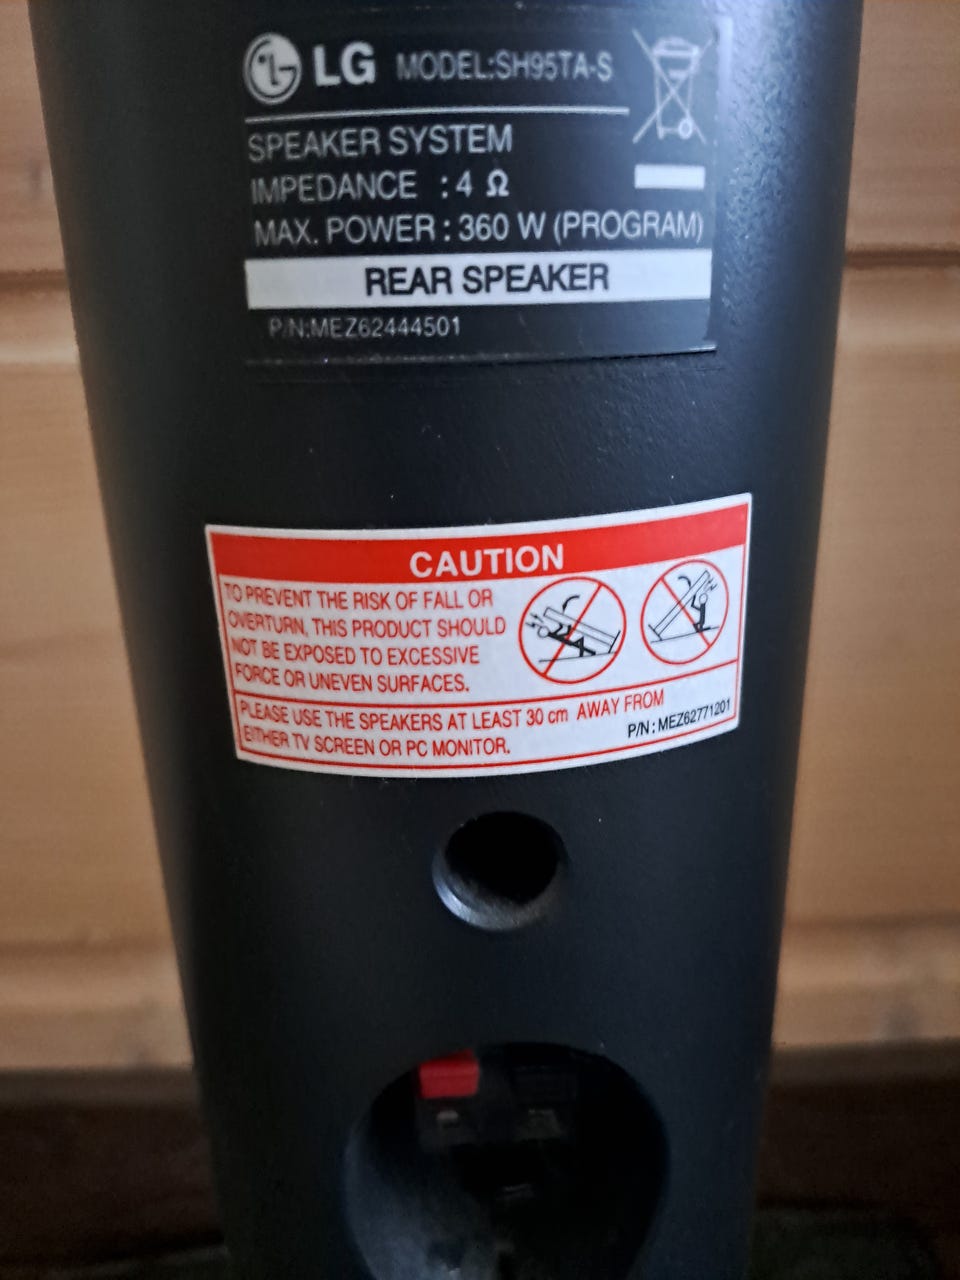 LG MODEL:SH95TA-S
SPEAKER SYSTEM
IMPEDANCE : 4 Ω
MAX. POWER : 360 W (PROGRAM)
REAR SPEAKER
P/N:MEZ62444501
CAUTION
TO PREVENT THE RISK OF FALL OR
OVERTURN, THIS PRODUCT SHOULD
NOT BE EXPOSED TO EXCESSIVE
FORCE OR UNEVEN SURFACES.
PLEASE USE THE SPEAKERS AT LEAST 30 cm AWAY FROM
EITHER TV SCREEN OR PC MONITOR.
P/N : MEZ62771201